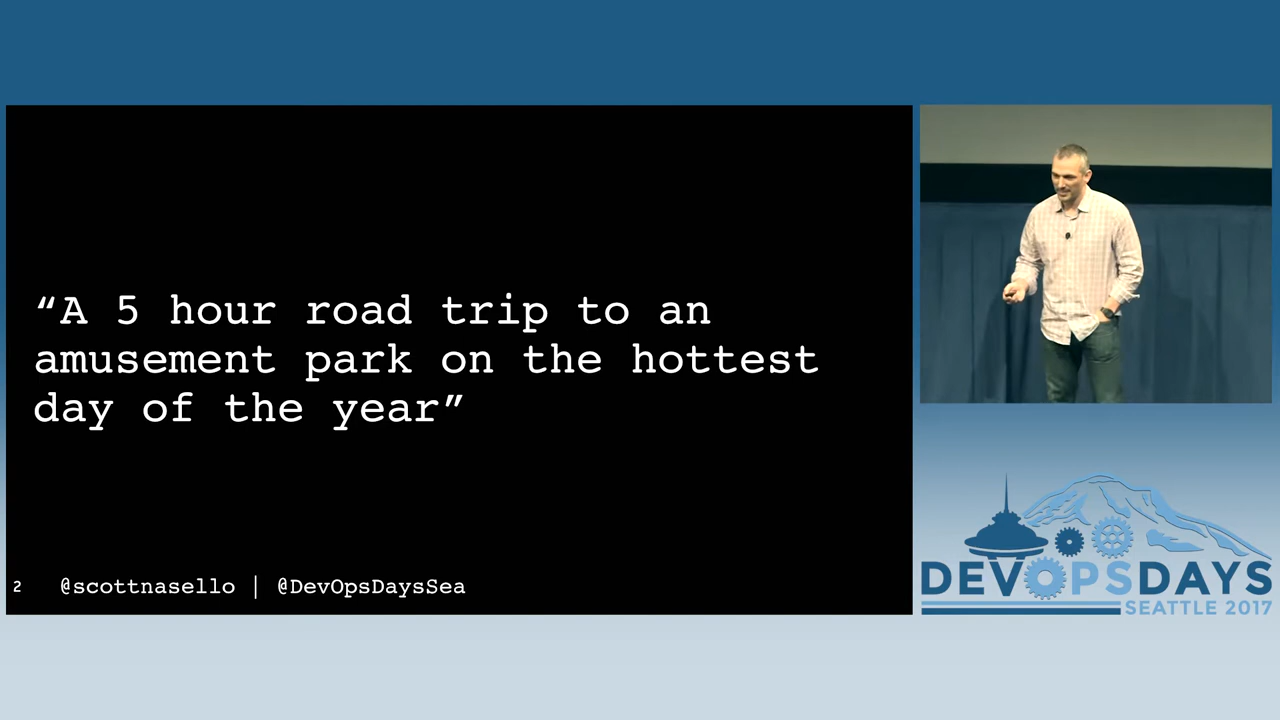 “A 5 hour road trip to an
amusement park on the hottest
day of the year”
2 @scottnasello | @DevOpsDaysSea
DEVOPSDAYS
SEATTLE 2017